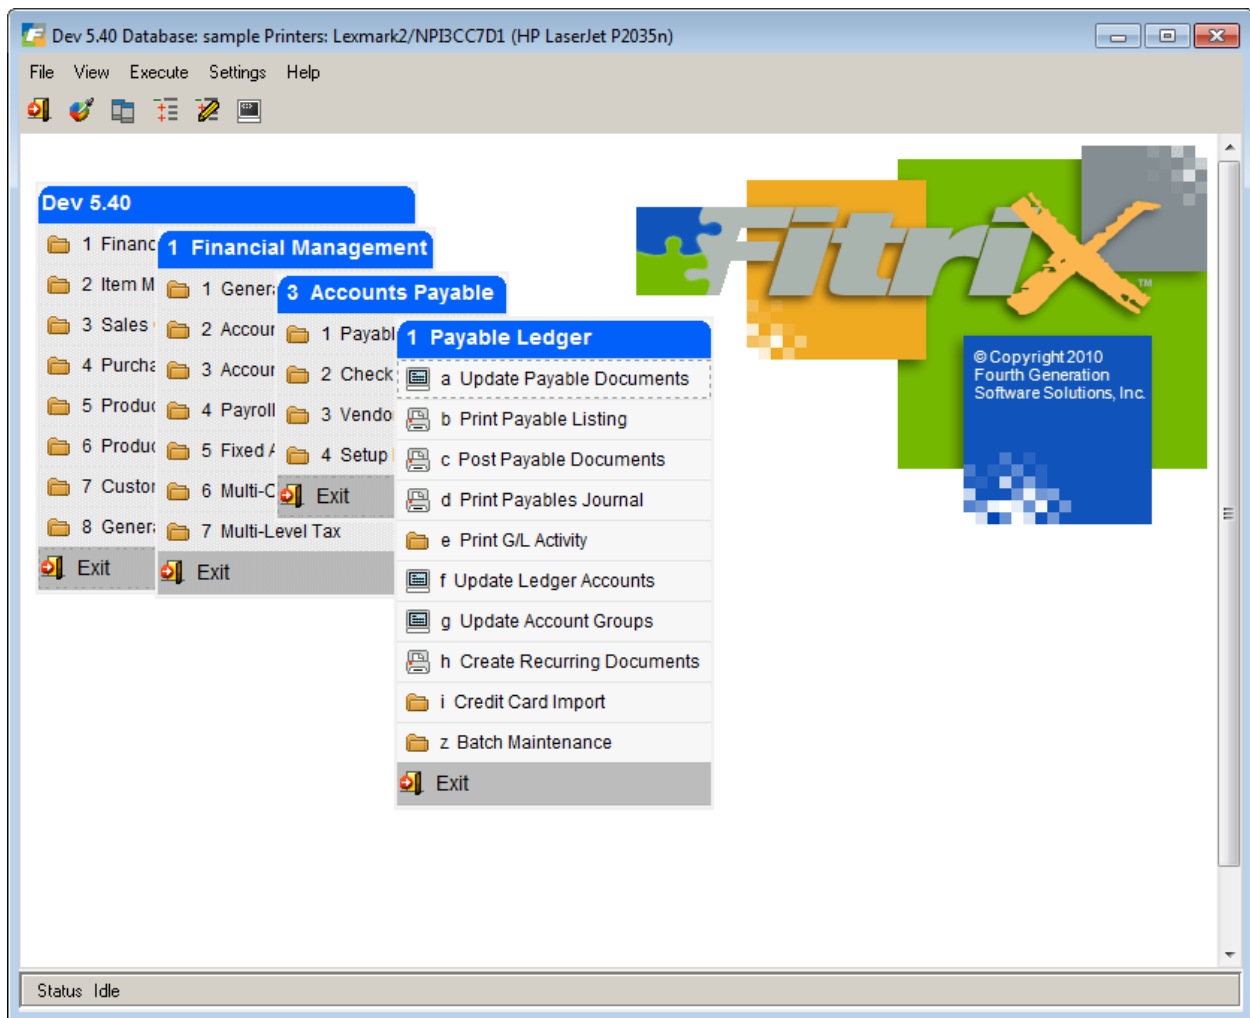 Dev 5.40 Database: sample Printers: Lexmark2/NPI3CC7D1 (HP LaserJet P2035n)
File View Execute Settings Help
Dev 5.40
1 Financ
2 Item M
3 Sales
4 Purcha
5 Produc
6 Produc
7 Custor
8 Genera
Exit
1 Financial Management
1 Genera
2 Accour
3 Accour
4 Payroll
5 Fixed A
6 Multi-C
7 Multi-Level Tax
Exit
3 Accounts Payable
1 Payabl
2 Check
3 Vendo
4 Setup
Exit
1 Payable Ledger
a Update Payable Documents
b Print Payable Listing
c Post Payable Documents
d Print Payables Journal
e Print G/L Activity
f Update Ledger Accounts
g Update Account Groups
h Create Recurring Documents
i Credit Card Import
z Batch Maintenance
Exit
FitriX™
© Copyright 2010
Fourth Generation
Software Solutions, Inc.
Status Idle